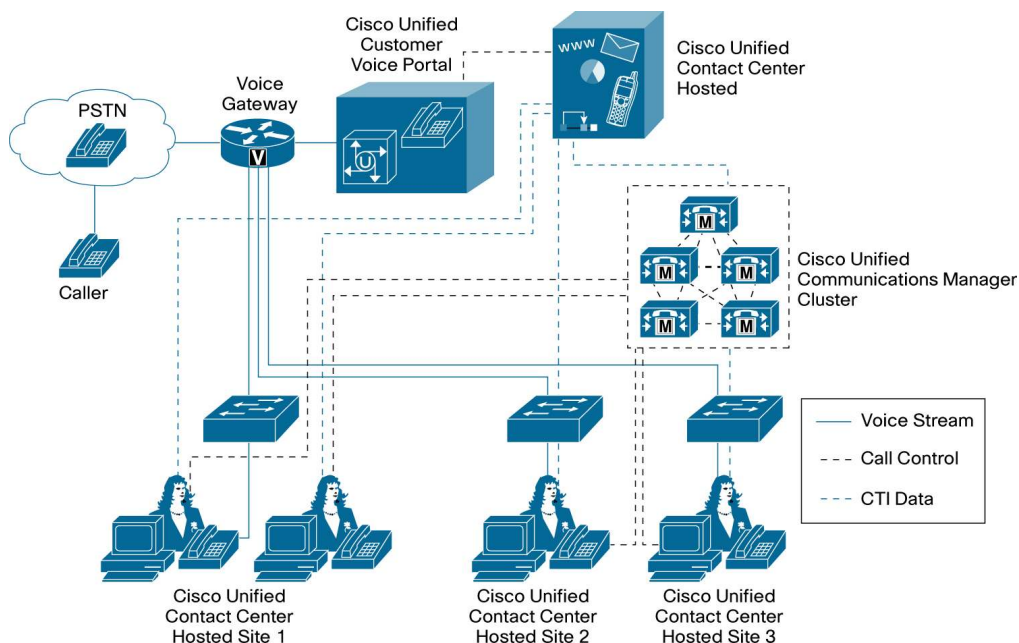 Cisco Unified
Customer
Voice Portal
www
Cisco Unified
Contact Center
Hosted
Voice
Gateway
PSTN
U
V
Caller
M
M
M
M
M
Cisco Unified
Communications Manager
Cluster
Voice Stream
Call Control
CTI Data
Cisco Unified
Contact Center
Hosted Site 1
Cisco Unified
Contact Center
Hosted Site 2
Cisco Unified
Contact Center
Hosted Site 3